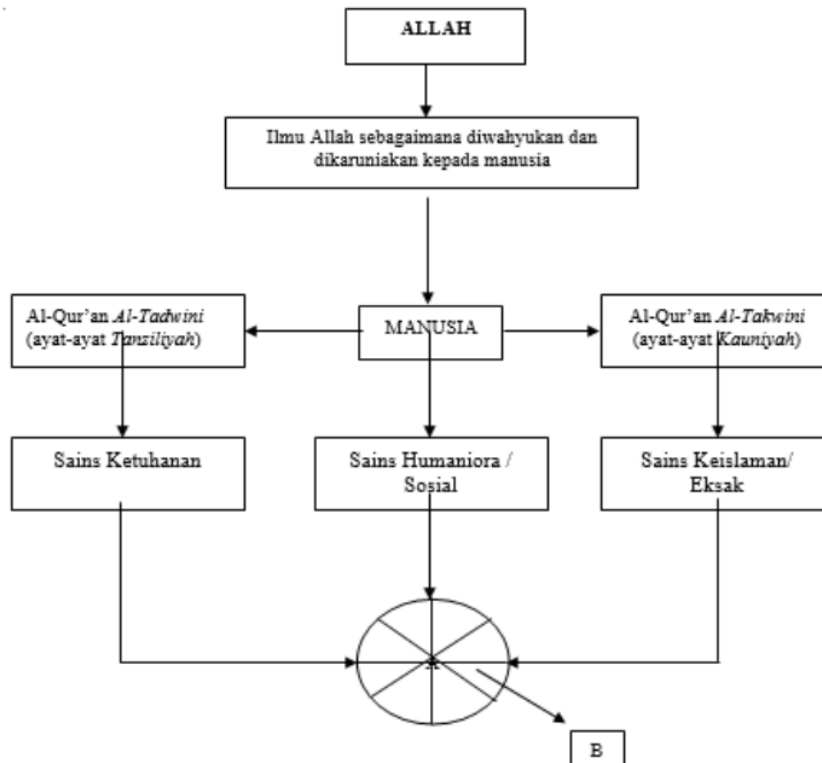 ALLAH
Ilmu Allah sebagaimana diwahyukan dan
dikaruniakan kepada manusia
Al-Qur'an Al-Tadwini
(ayat-ayat Tanziliyah)
MANUSIA
Al-Qur'an Al-Takwini
(ayat-ayat Kauniyah)
Sains Ketuhanan
Sains Humaniora /
Sosial
Sains Keislaman/
Eksak
A
B